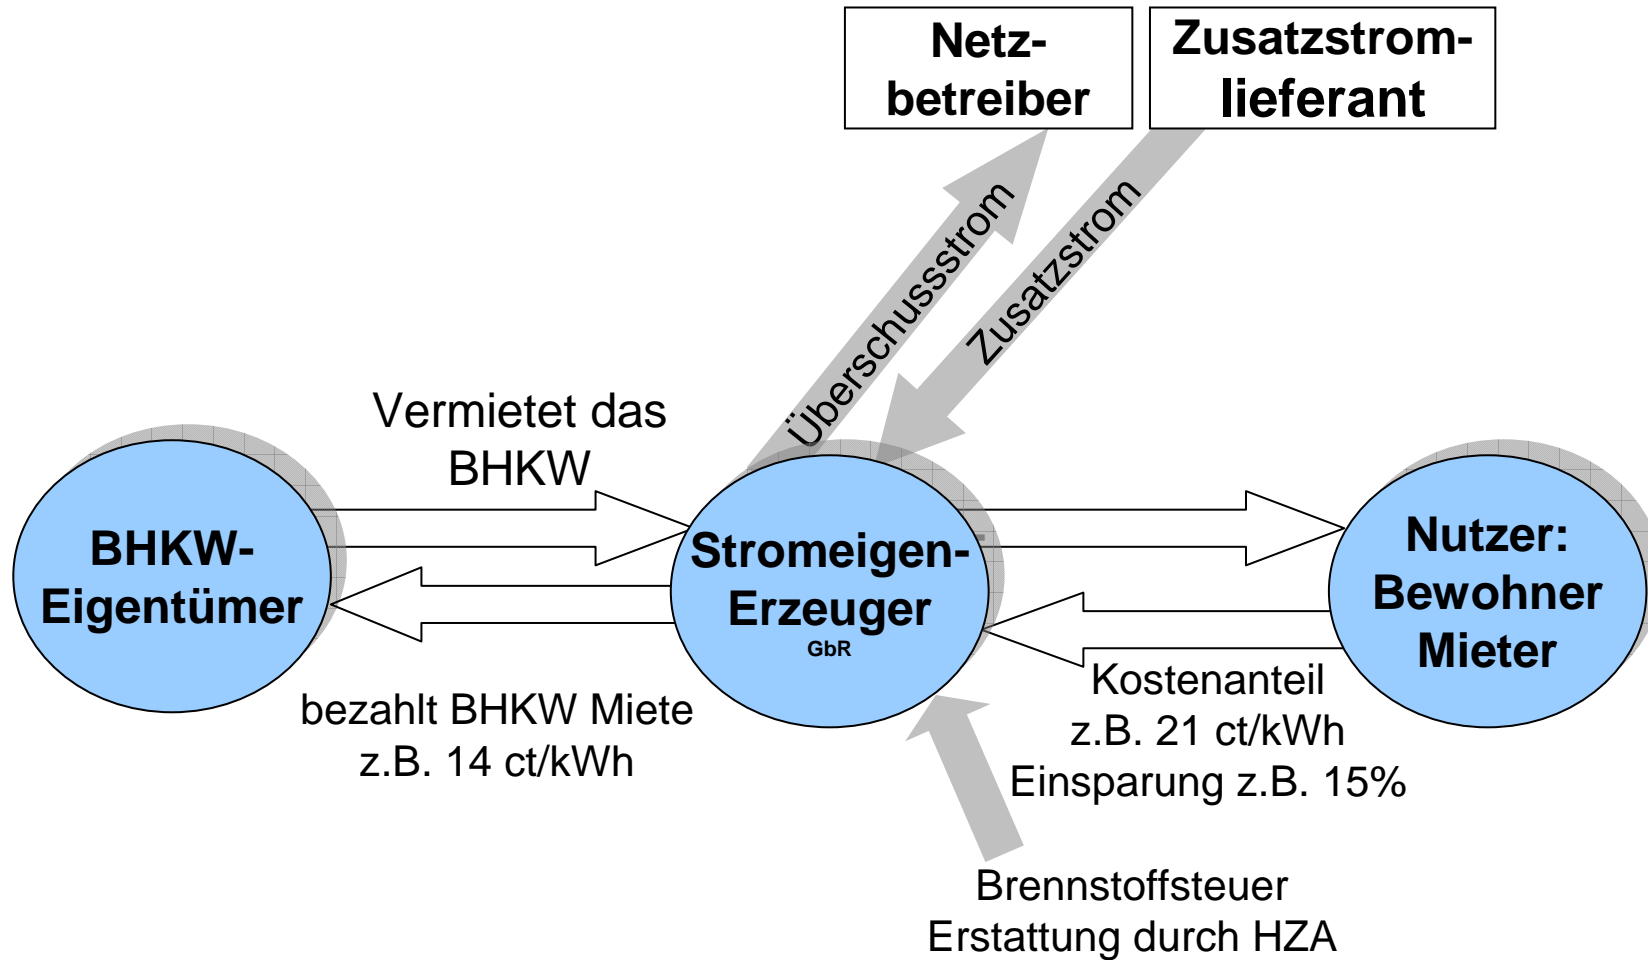 Netz-
betreiber
Zusatzstrom-
lieferant
Überschussstrom
Zusatzstrom
Vermietet das
BHKW
BHKW-
Eigentümer
Stromeigen-
Erzeuger
GbR
Nutzer:
Bewohner
Mieter
bezahlt BHKW Miete
z.B. 14 ct/kWh
Kostenanteil
z.B. 21 ct/kWh
Einsparung z.B. 15%
Brennstoffsteuer
Erstattung durch HZA